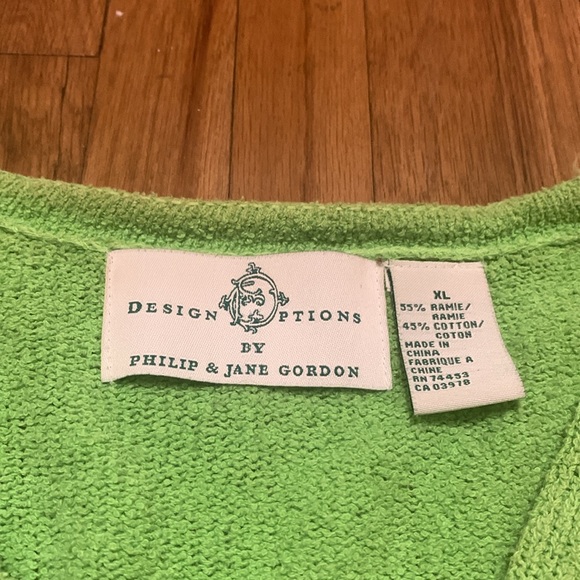 DESIGN OPTIONS
BY
PHILIP & JANE GORDON
XL
55% RAMIE/
RAMIE
45% COTTON/
COTON
MADE IN
CHINA
FABRIQUE A
CHINE
RN 74453
CA 03978